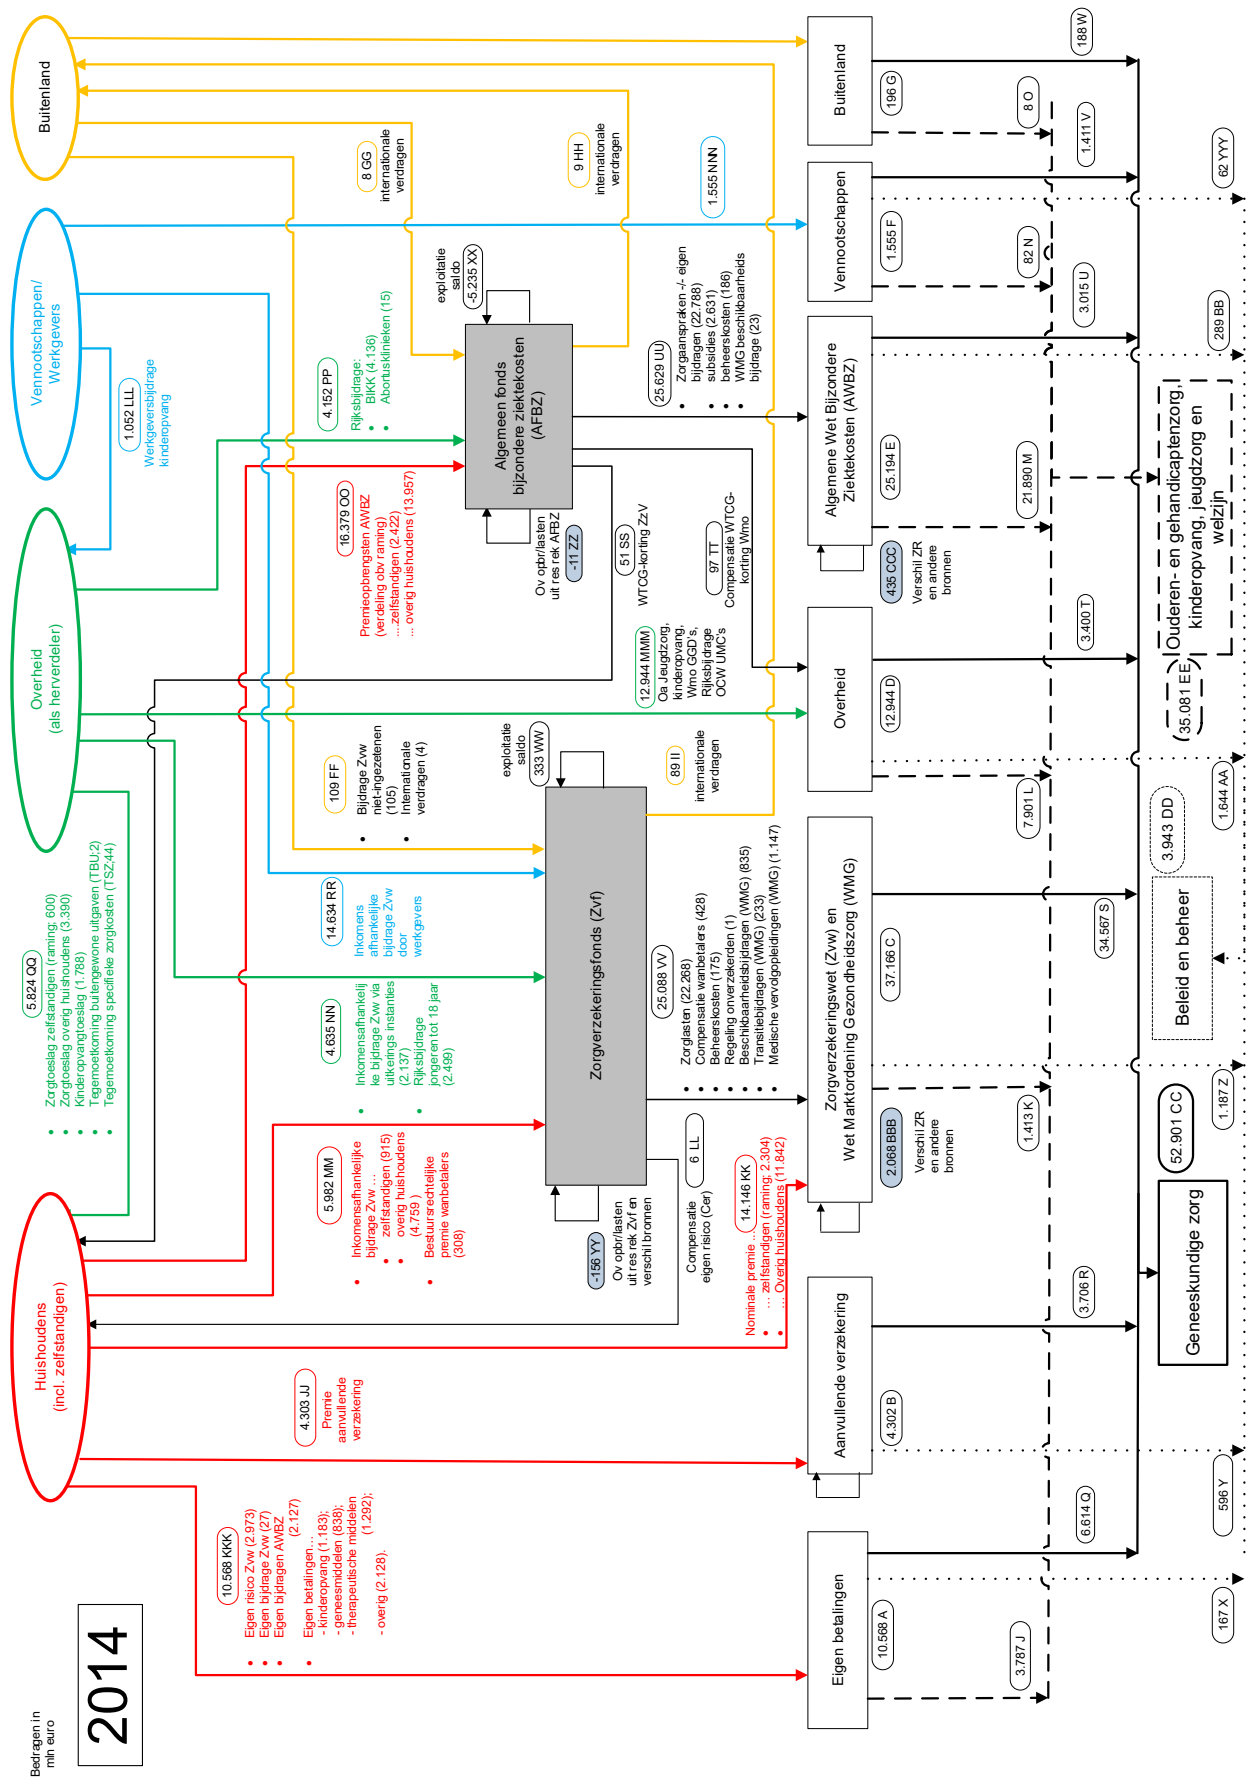 Bedragen in
mln euro
2014
Huishoudens
(incl. zelfstandigen)
Overheid
(als herverdeler)
Vennootschappen/
Werkgevers
Buitenland
5.824 QQ
• Zorgtoeslag zelfstandigen (raming; 600)
• Zorgtoeslag overig huishoudens (3.390)
• Kinderopvangtoeslag (1.788)
• Tegemoetkoming buitengewone uitgaven (TBU;2)
• Tegemoetkoming specifieke zorgkosten (TSZ;44)
1.052 LLL
Werkgeversbijdrage
kinderopvang
10.568 KKK
• Eigen risico Zvw (2.973)
• Eigen bijdrage Zvw (27)
• Eigen bijdragen AWBZ
(2.127)
• Eigen betalingen…
- kinderopvang (1.183);
- geneesmiddelen (838);
- therapeutische middelen
(1.292);
- overig (2.128).
4.303 JJ
Premie
aanvullende
verzekering
5.982 MM
• Inkomensafhankelijke
bijdrage Zvw …
• zelfstandigen (915)
• overig huishoudens
(4.759 )
• Bestuursrechtelijke
premie wanbetalers
(308)
4.635 NN
• Inkomensafhankelij
ke bijdrage Zvw via
uitkerings instanties
(2.137)
• Rijksbijdrage
jongeren tot 18 jaar
(2.499)
14.634 RR
Inkomens
afhankelijke
bijdrage Zvw
door
werkgevers
109 FF
• Bijdrage Zvw
niet-ingezetenen
(105)
• Internationale
verdragen (4)
16.379 OO
Premieopbrengsten AWBZ
(verdeling obv raming)
….zelfstandigen (2.422)
… overig huishoudens (13.957)
4.152 PP
Rijksbijdrage:
• BIKK (4.136)
• Abortusklinieken (15)
8 GG
internationale
verdragen
exploitatie
saldo
-5.235 XX
Algemeen fonds
bijzondere ziektekosten
(AFBZ)
Ov opbr/lasten
uit res rek AFBZ
-11 ZZ
9 HH
internationale
verdragen
51 SS
WTCG-korting ZvV
97 TT
Compensatie WTCG-
korting Wmo
25.629 UU
• Zorgaanspraken -/- eigen
bijdragen (22.788)
• subsidies (2.631)
• beheerskosten (186)
• WMG beschikbaarheids
bijdrage (23)
1.555 NNN
12.944 MMM
Oa Jeugdzorg,
kinderopvang,
Wmo GGD's,
Rijksbijdrage
OCW UMC's
exploitatie
saldo
333 WW
Zorgverzekeringsfonds (Zvf)
-156 YY
Ov opbr/lasten
uit res rek Zvf en
verschil bronnen
89 II
internationale
verdragen
25.088 VV
• Zorglasten (22.268)
• Compensatie wanbetalers (428)
• Beheerskosten (175)
• Regeling onverzekerden (1)
• Beschikbaarheidsbijdragen (WMG) (835)
• Transitiebijdragen (WMG) (233)
• Medische vervolgopleidingen (WMG) (1.147)
6 LL
Compensatie
eigen risico (Cer)
14.146 KK
Nominale premie …
• … zelfstandigen (raming; 2.304)
• … Overig huishoudens (11.842)
Eigen betalingen
Aanvullende verzekering
Zorgverzekeringswet (Zvw) en
Wet Marktordening Gezondheidszorg (WMG)
Overheid
Algemene Wet Bijzondere
Ziektekosten (AWBZ)
Vennootschappen
Buitenland
10.568 A
4.302 B
37.166 C
12.944 D
25.194 E
1.555 F
196 G
2.068 BBB
Verschil ZR
en andere
bronnen
435 CCC
Verschil ZR
en andere
bronnen
3.787 J
1.413 K
7.901 L
21.890 M
82 N
8 O
6.614 Q
3.706 R
34.567 S
3.400 T
3.015 U
1.411 V
188 W
Geneeskundige zorg
52.901 CC
Beleid en beheer
3.943 DD
Ouderen- en gehandicaptenzorg,
kinderopvang, jeugdzorg en
welzijn
35.081 EE
167 X
596 Y
1.187 Z
1.644 AA
289 BB
62 YYY